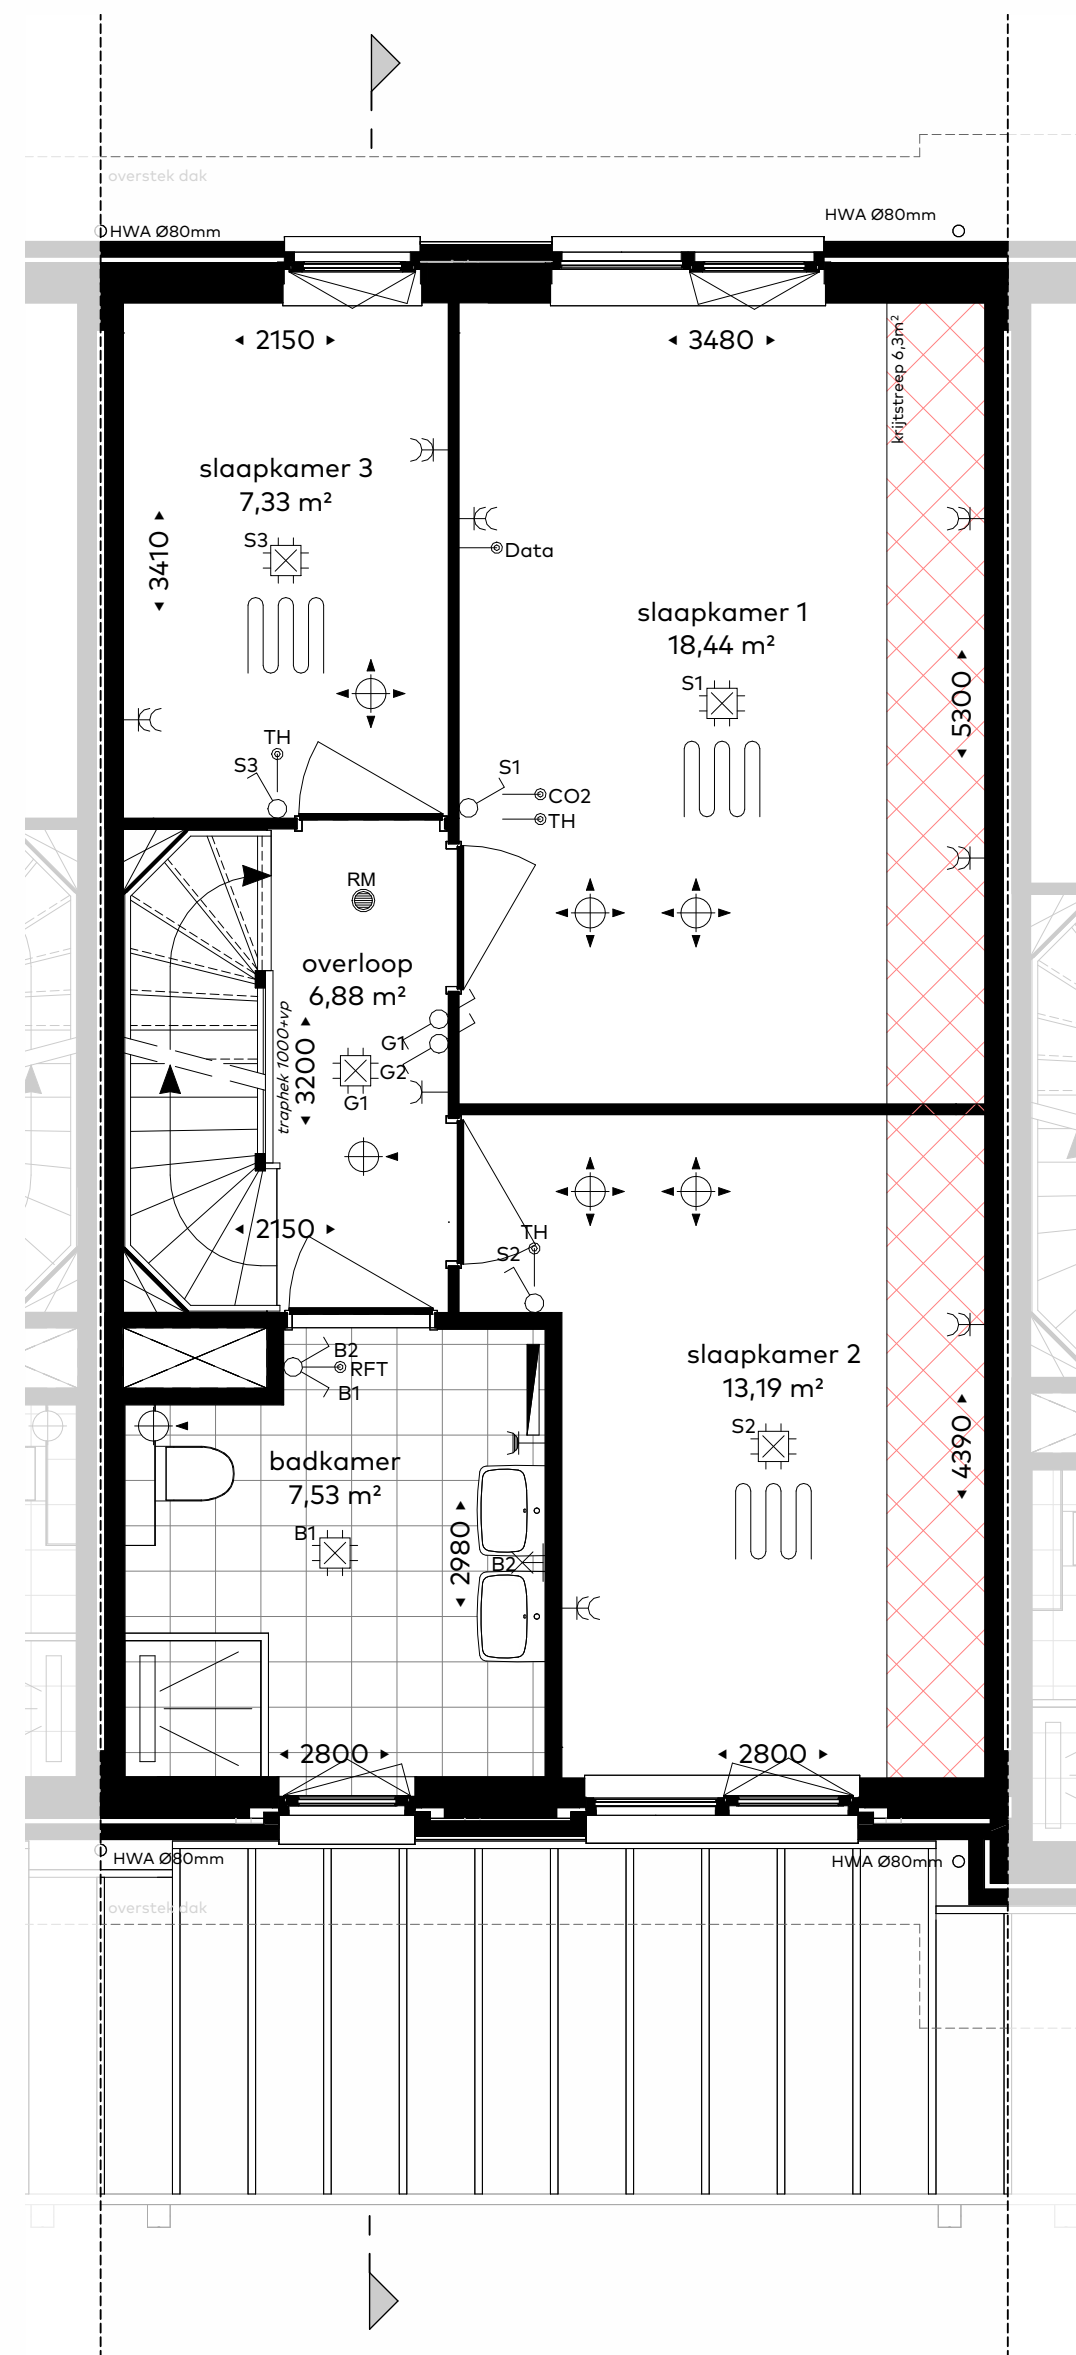 overstek dak
HWA Ø80mm
HWA Ø80mm
2150
3480
krijtstreep 6,3m²
slaapkamer 3
7,33 m²
S3
3410
Data
slaapkamer 1
18,44 m²
S1
5300
TH
S3
S1
CO2
TH
RM
overloop
6,88 m²
traphek 1000+vp
3200
G1
G2
G1
2150
TH
S2
B2
RFT
B1
slaapkamer 2
13,19 m²
S2
4390
badkamer
7,53 m²
B1
2980
B2
2800
2800
HWA Ø80mm
HWA Ø80mm
overstek dak